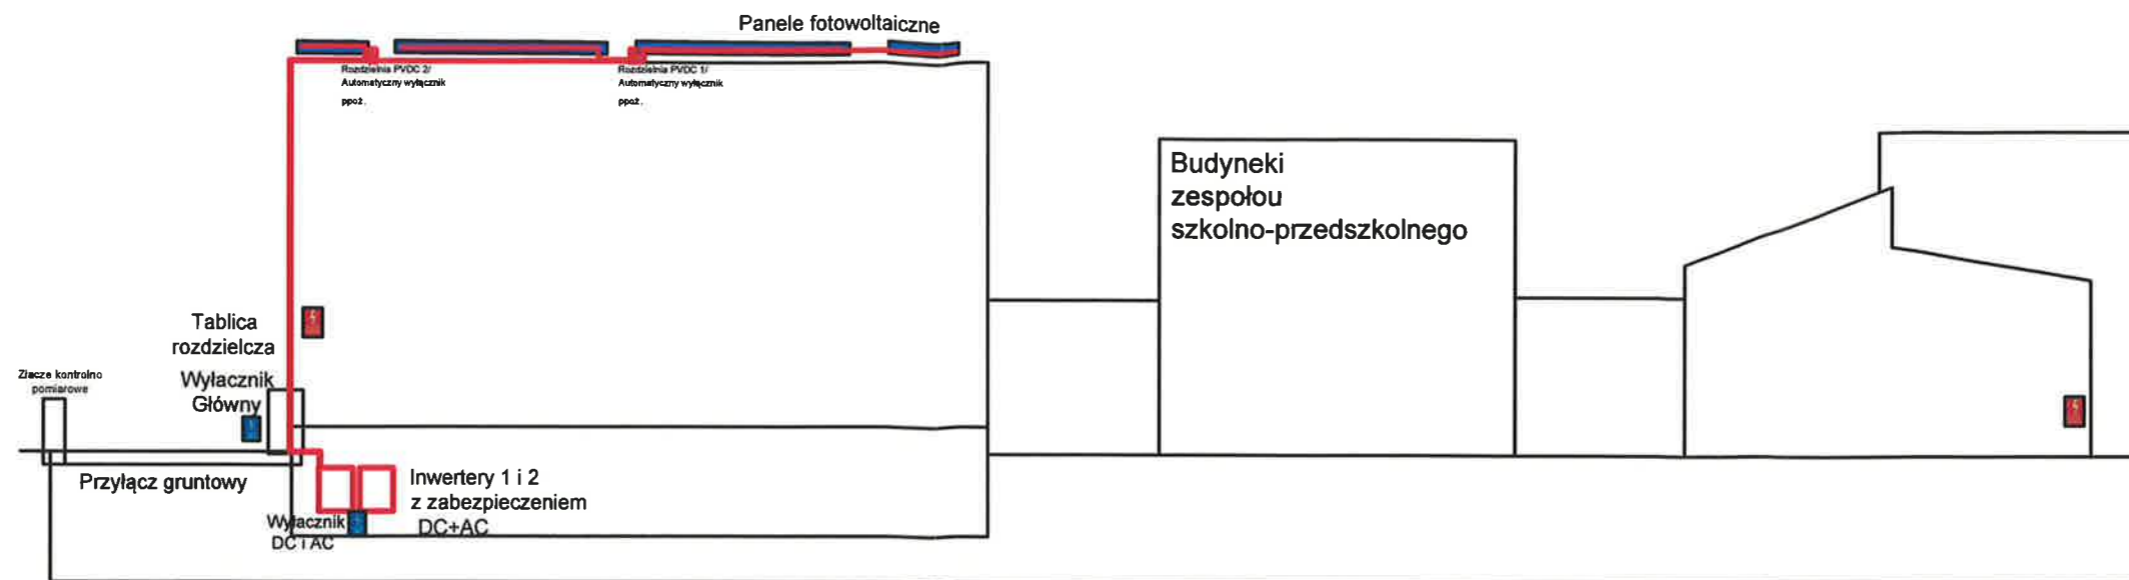 Panele fotowoltaiczne
Rozdzielnia PVDC 2/
Automatyczny wyłącznik
ppoż.
Rozdzielnia PVDC 1/
Automatyczny wyłącznik
ppoż.
Budyneki
zespołou
szkolno-przedszkolnego
Tablica
rozdzielcza
Złacze kontrolno
pomiarowe
Wyłacznik
Główny
Przyłącz gruntowy
Inwertery 1 i 2
z zabezpieczeniem
DC+AC
Wyłacznik
DC i AC